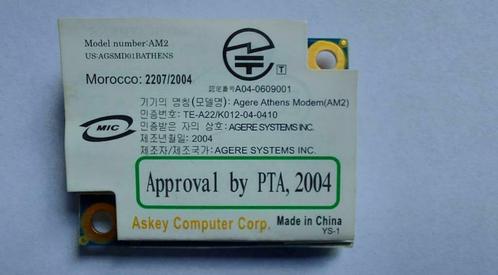 Model number:AM2
US:AGSMD01BATHENS
Morocco: 2207/2004
T
認定番号A04-0609001
기기의 명칭(모델명): Agere Athens Modem(AM2)
인증번호: TE-A22/K012-04-0410
인증받은 자의 상호: AGERE SYSTEMS INC.
제조년월일: 2004
제조자/제조국가: AGERE SYSTEMS INC.
MIC
Approval by PTA, 2004
Askey Computer Corp. Made in China
YS-1